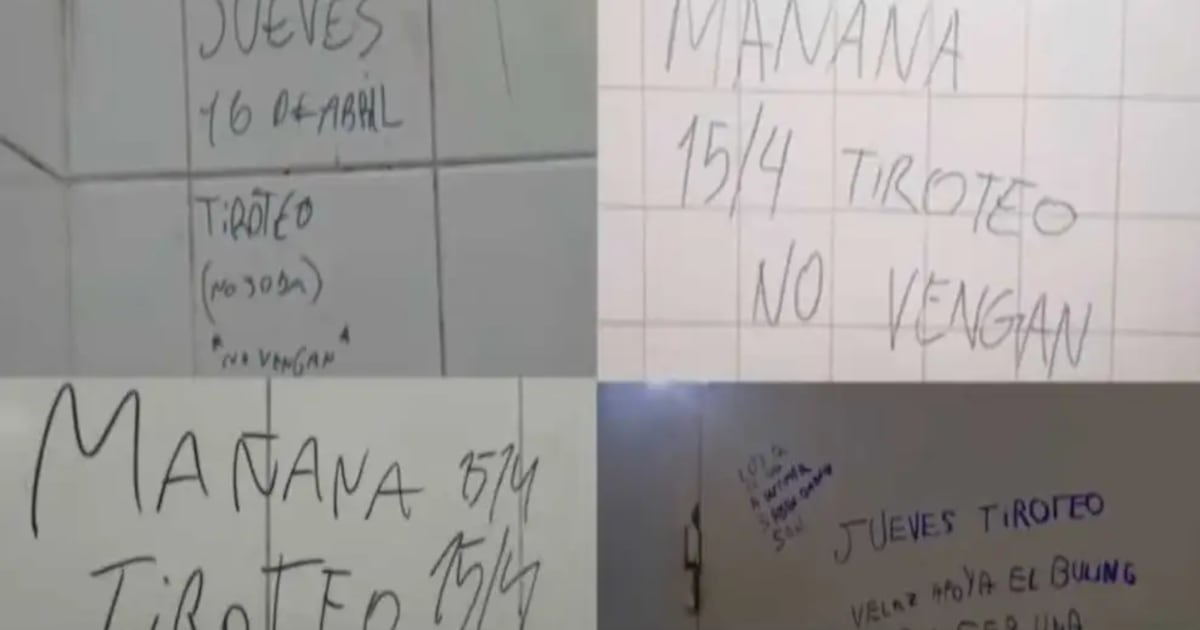 JUEVES
16 DE ABRIL
TIROTEO
(NO JODA)
"NO VENGAN"
MAÑANA
15/4 TIROTEO
NO VENGAN
MAÑANA 15/4
TIROTEO 15/4
JUEVES TIROTEO
APOYA EL BULING
UNA